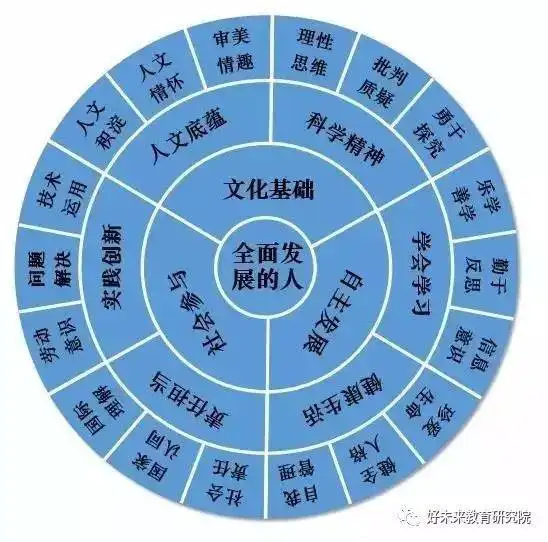 全面发
展的人
文化基础
自主发展
社会参与
人文底蕴
科学精神
学会学习
健康生活
责任担当
实践创新
人文
积淀
人文
情怀
审美
情趣
理性
思维
批判
质疑
勇于
探究
乐学
善学
勤于
反思
信息
意识
珍爱
生命
健全
人格
自我
管理
社会
责任
国家
认同
国际
理解
劳动
意识
问题
解决
技术
运用
好未来教育研究院